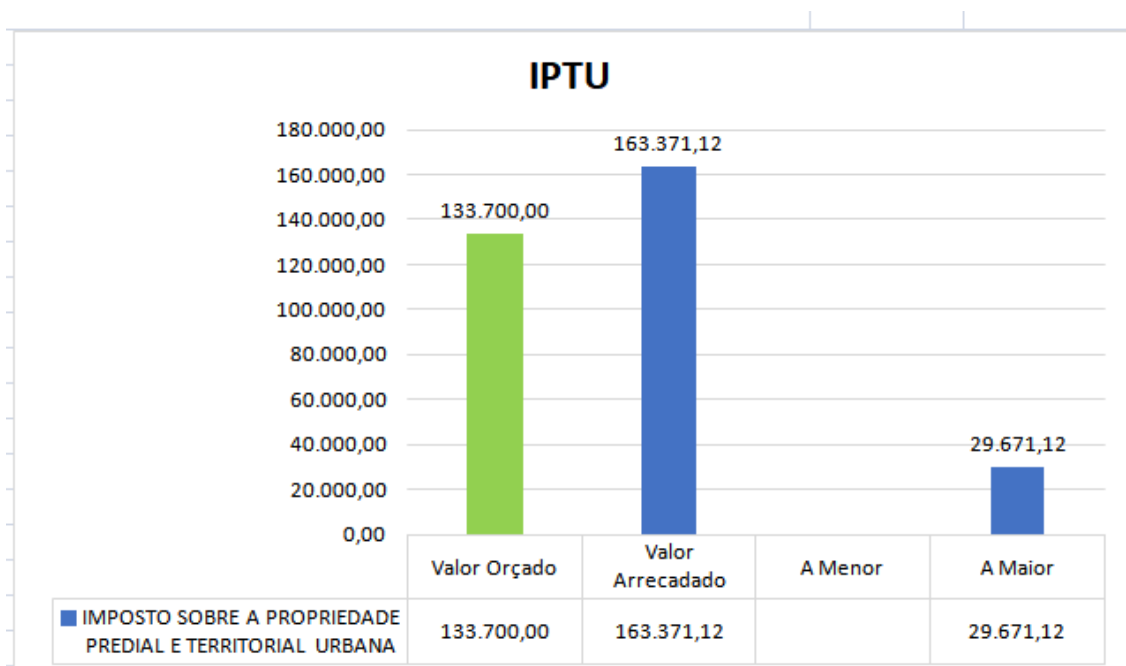 IPTU
180.000,00
160.000,00
140.000,00
120.000,00
100.000,00
80.000,00
60.000,00
40.000,00
20.000,00
0,00
133.700,00
163.371,12
29.671,12
Valor Orçado
Valor
Arrecadado
A Menor
A Maior
IMPOSTO SOBRE A PROPRIEDADE
PREDIAL E TERRITORIAL URBANA
133.700,00
163.371,12
29.671,12